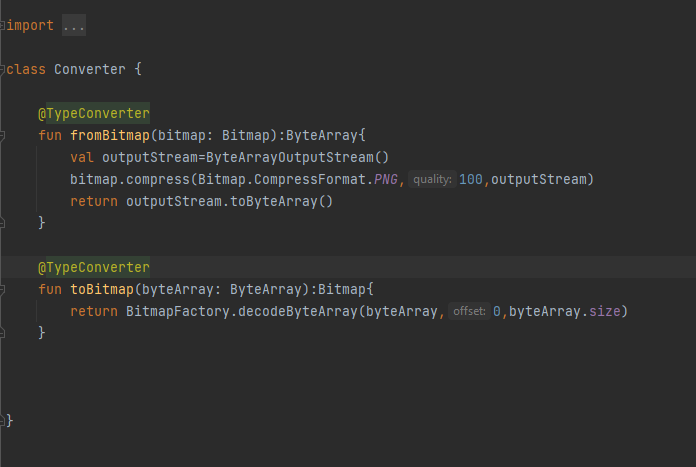 import ...
class Converter {
@TypeConverter
fun fromBitmap(bitmap: Bitmap):ByteArray{
val outputStream=ByteArrayOutputStream()
bitmap.compress(Bitmap.CompressFormat.PNG, quality: 100,outputStream)
return outputStream.toByteArray()
}
@TypeConverter
fun toBitmap(byteArray: ByteArray):Bitmap{
return BitmapFactory.decodeByteArray(byteArray, offset: 0,byteArray.size)
}
}